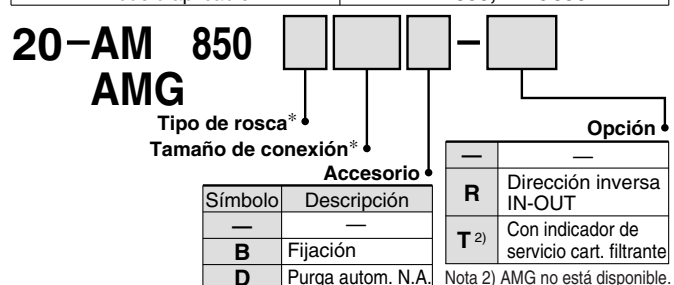 20-AM 850 -
AMG
Tipo de rosca*
Tamaño de conexión*
Accesorio
Símbolo Descripción
— —
B Fijación
D Purga autom. N.A.
Opción
— —
R Dirección inversa
IN-OUT
T 2) Con indicador de
servicio cart. filtrante
Nota 2) AMG no está disponible.